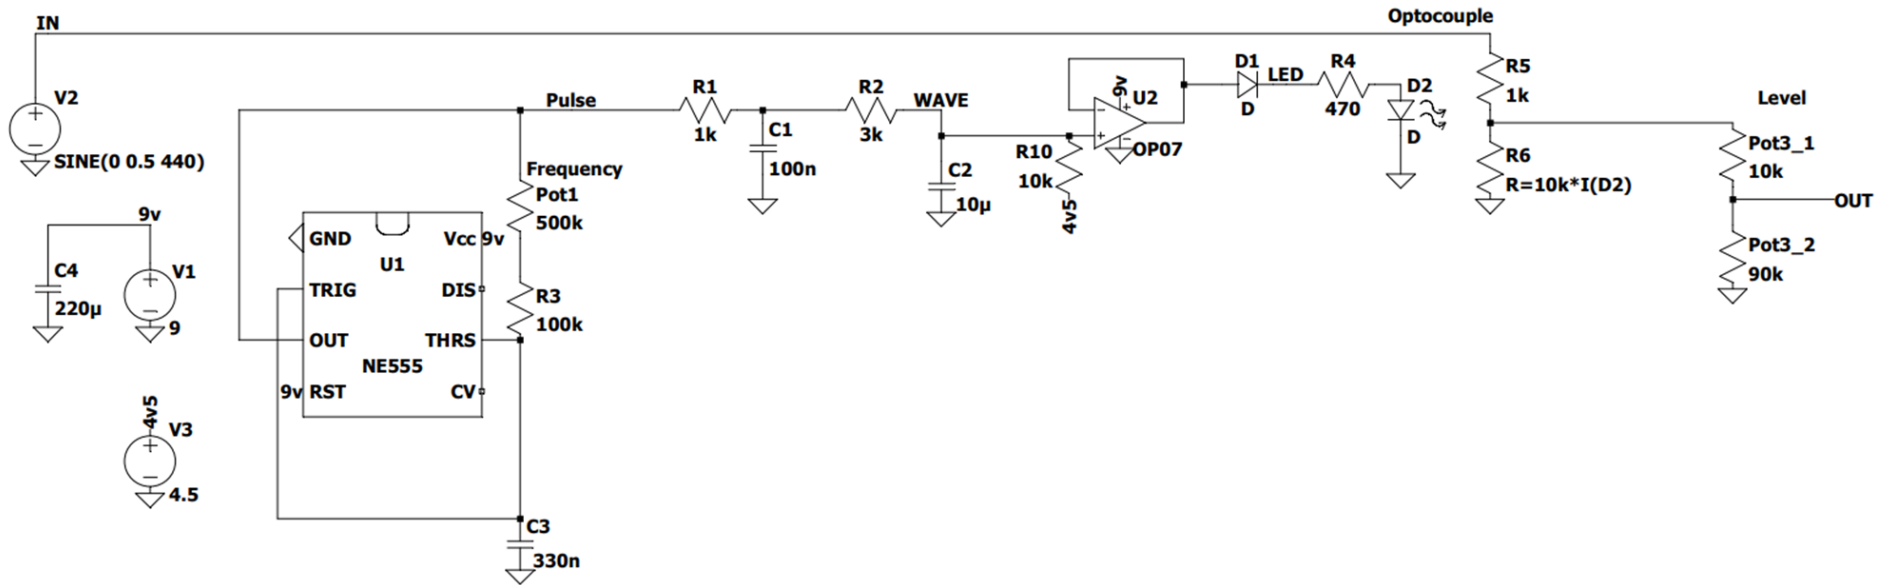 IN
V2
SINE(0 0.5 440)
9v
C4
220µ
V1
9
4v5
V3
4.5
GND
TRIG
OUT
9v RST
U1
NE555
Vcc 9v
DIS
THRS
CV
Pulse
Frequency
Pot1
500k
R3
100k
C3
330n
R1
1k
C1
100n
R2
3k
WAVE
C2
10µ
R10
10k
4v5
9v
U2
OP07
D1
D
LED
R4
470
D2
D
Optocouple
R5
1k
R6
R=10k*I(D2)
Level
Pot3_1
10k
OUT
Pot3_2
90k